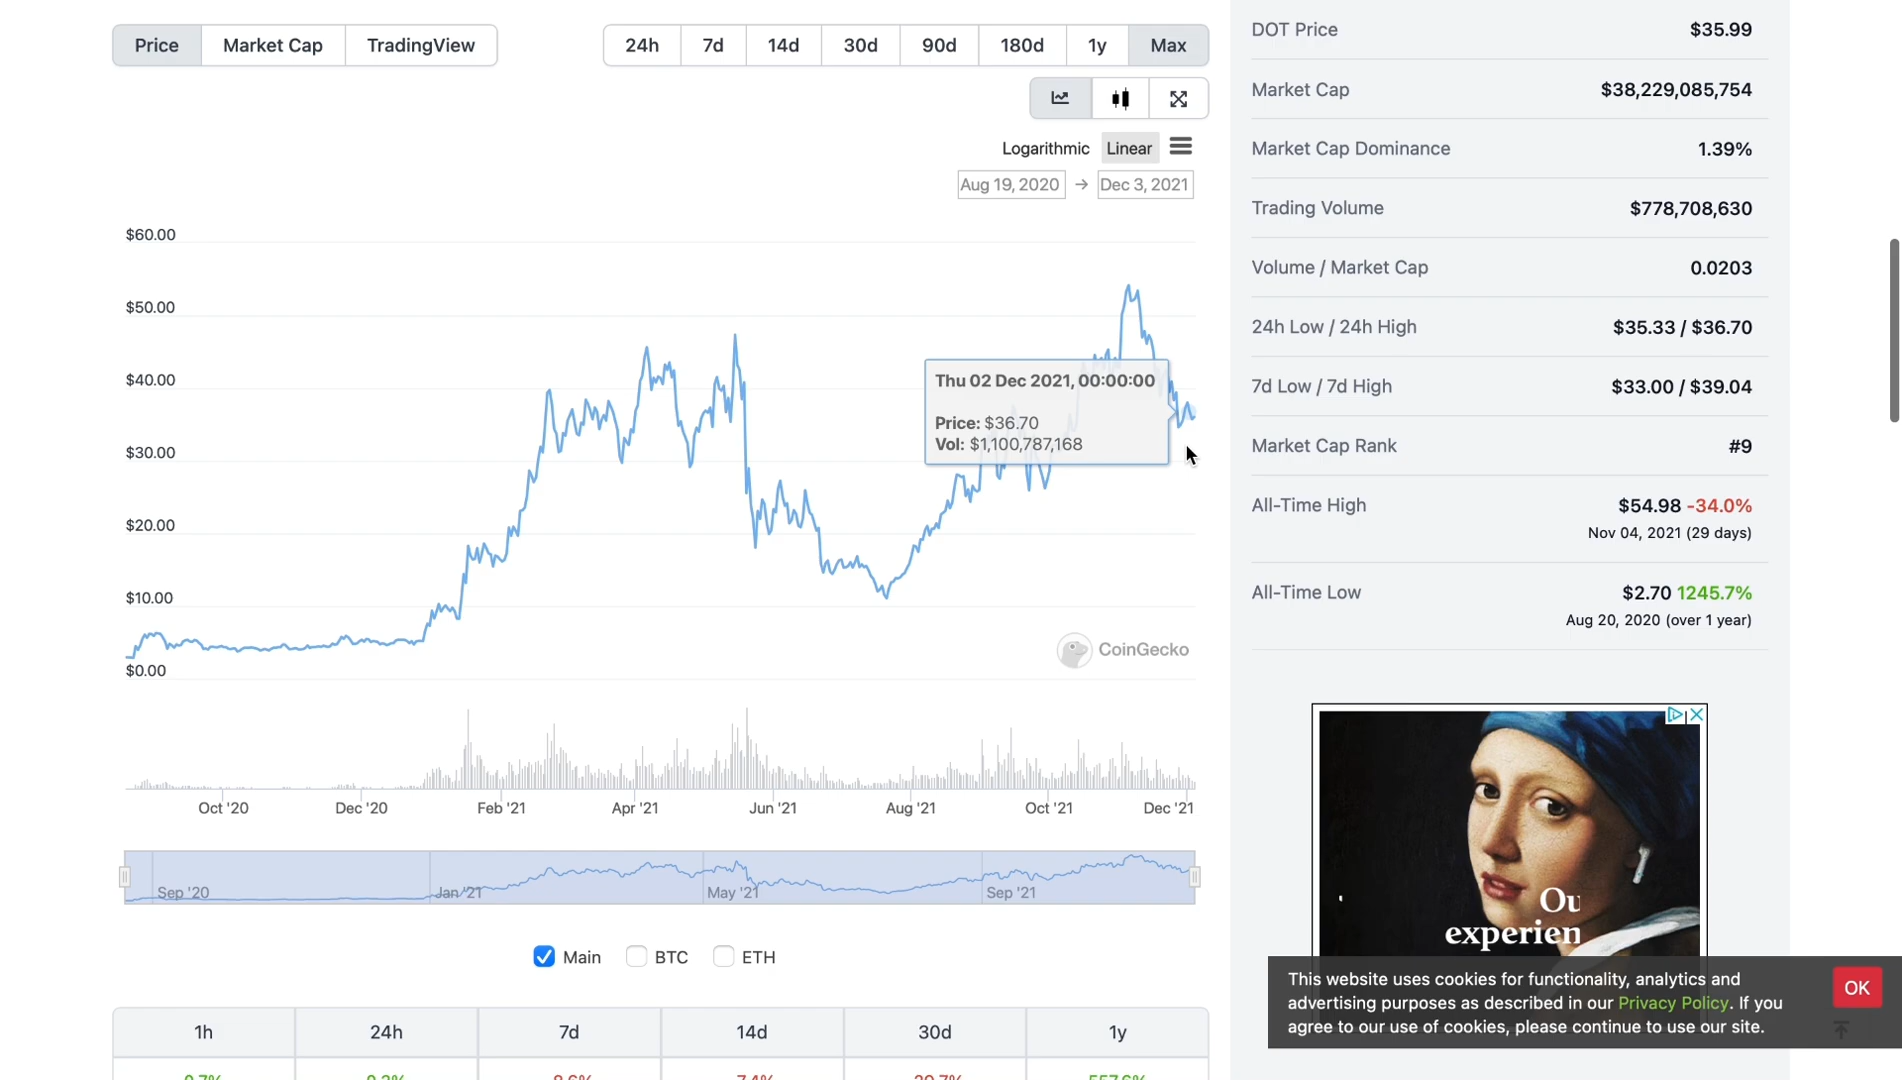 Price Market Cap TradingView
24h 7d 14d 30d 90d 180d 1y Max
Logarithmic Linear
Aug 19, 2020 → Dec 3, 2021
$60.00
$50.00
$40.00
$30.00
$20.00
$10.00
$0.00
Thu 02 Dec 2021, 00:00:00
Price: $36.70
Vol: $1,100,787,168
CoinGecko
Oct '20 Dec '20 Feb '21 Apr '21 Jun '21 Aug '21 Oct '21 Dec '21
Sep '20 Jan '21 May '21 Sep '21
Main BTC ETH
1h 24h 7d 14d 30d 1y
DOT Price $35.99
Market Cap $38,229,085,754
Market Cap Dominance 1.39%
Trading Volume $778,708,630
Volume / Market Cap 0.0203
24h Low / 24h High $35.33 / $36.70
7d Low / 7d High $33.00 / $39.04
Market Cap Rank #9
All-Time High $54.98 -34.0%
Nov 04, 2021 (29 days)
All-Time Low $2.70 1245.7%
Aug 20, 2020 (over 1 year)
Ou
experien
This website uses cookies for functionality, analytics and
advertising purposes as described in our Privacy Policy. If you
agree to our use of cookies, please continue to use our site.
OK